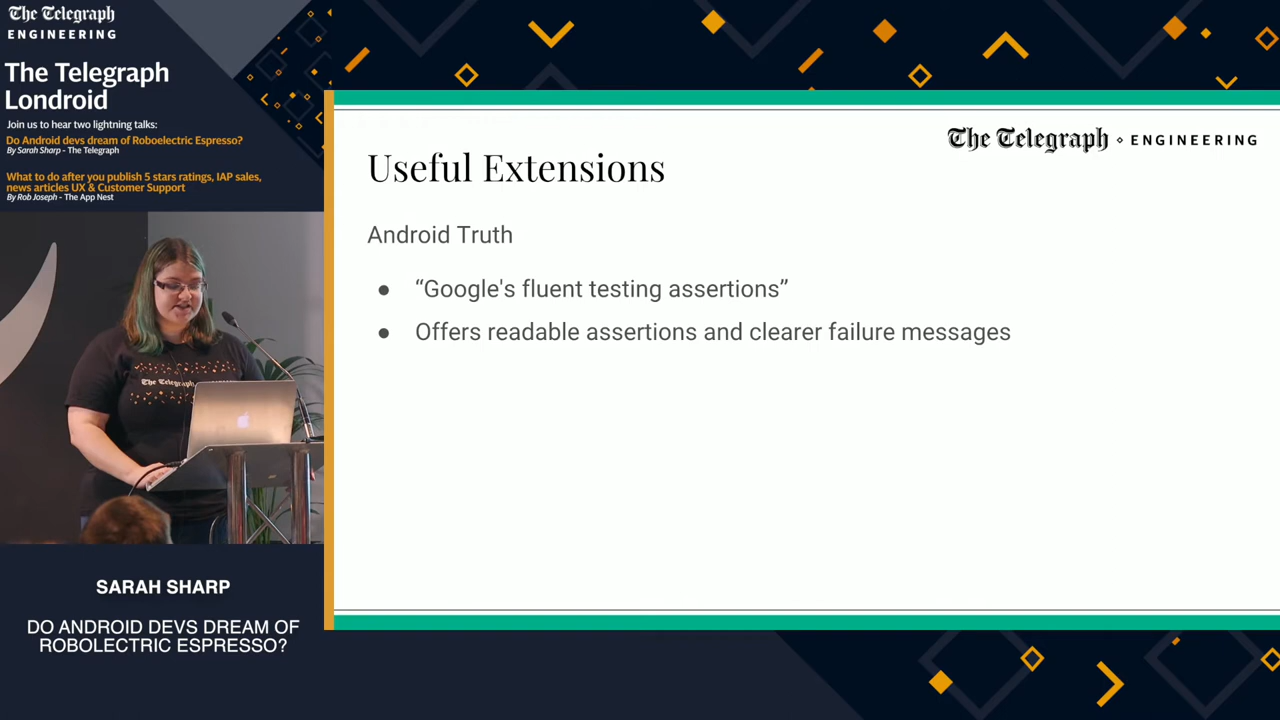 The Telegraph
ENGINEERING
The Telegraph
Londroid
Join us to hear two lightning talks:
Do Android devs dream of Roboelectric Espresso?
By Sarah Sharp - The Telegraph
What to do after you publish 5 stars ratings, IAP sales,
news articles UX & Customer Support
By Rob Joseph - The App Nest
The Telegraph ENGINEERING
Useful Extensions
Android Truth
● “Google's fluent testing assertions”
● Offers readable assertions and clearer failure messages
The Telegraph
SARAH SHARP
DO ANDROID DEVS DREAM OF
ROBOLECTRIC ESPRESSO?